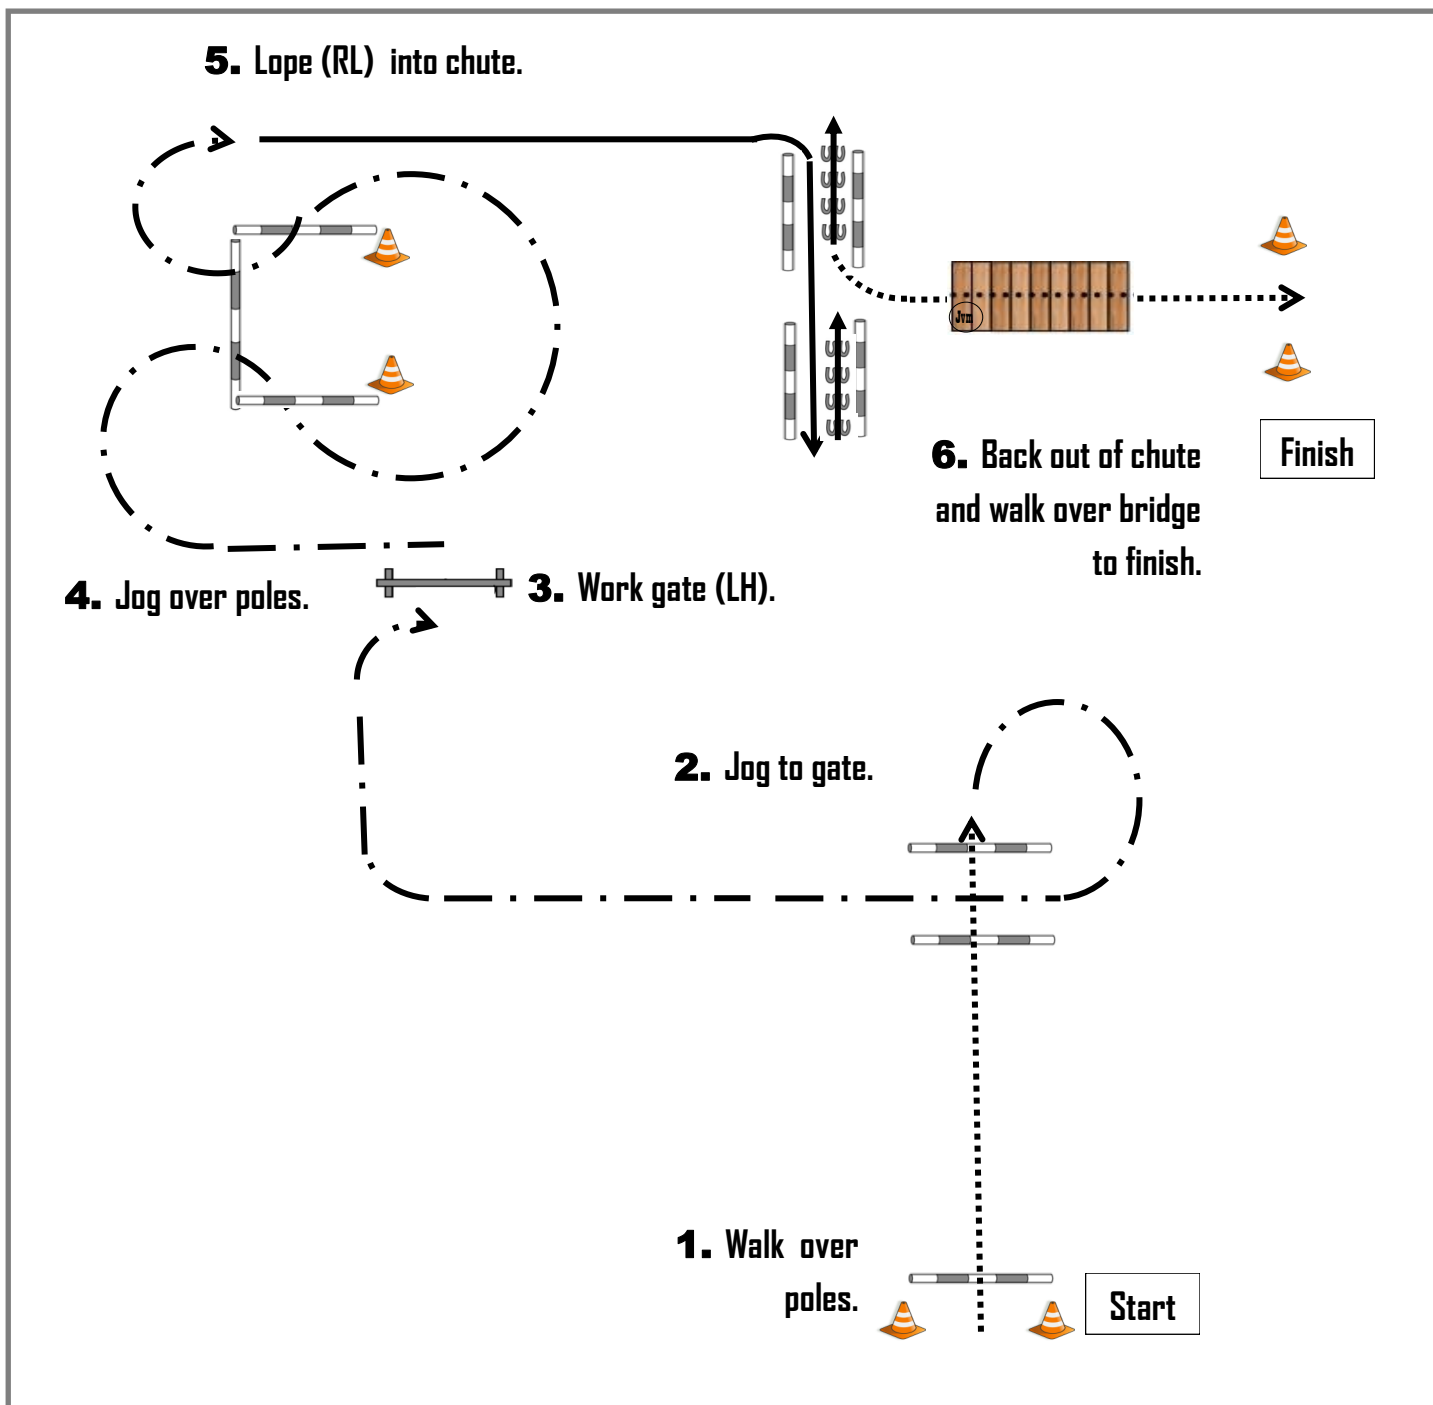 5. Lope (RL) into chute.
Jvm
6. Back out of chute
and walk over bridge
to finish.
Finish
4. Jog over poles.
3. Work gate (LH).
2. Jog to gate.
1. Walk over
poles.
Start